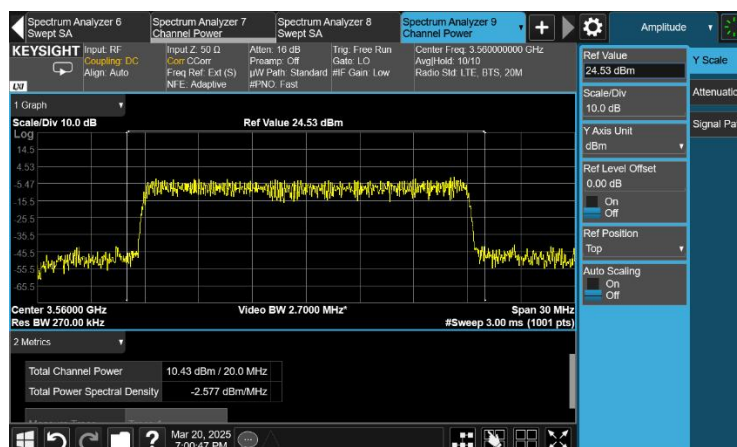 Spectrum Analyzer 6
Swept SA
Spectrum Analyzer 7
Channel Power
Spectrum Analyzer 8
Swept SA
Spectrum Analyzer 9
Channel Power
Amplitude
KEYSIGHT
LXI
Input: RF
Coupling: DC
Align: Auto
Input Z: 50 Ω
Corr CCorr
Freq Ref: Ext (S)
NFE: Adaptive
Atten: 16 dB
Preamp: Off
µW Path: Standard
#PNO: Fast
Trig: Free Run
Gate: LO
#IF Gain: Low
Center Freq: 3.560000000 GHz
Avg|Hold: 10/10
Radio Std: LTE, BTS, 20M
1 Graph
Scale/Div 10.0 dB
Ref Value 24.53 dBm
Log
14.5
4.53
-5.47
-15.5
-25.5
-35.5
-45.5
-55.5
-65.5
Center 3.56000 GHz
Video BW 2.7000 MHz*
Span 30 MHz
Res BW 270.00 kHz
#Sweep 3.00 ms (1001 pts)
2 Metrics
Total Channel Power 10.43 dBm / 20.0 MHz
Total Power Spectral Density -2.577 dBm/MHz
Mar 20, 2025
7:00:47 PM
Ref Value
24.53 dBm
Scale/Div
10.0 dB
Y Axis Unit
dBm
Ref Level Offset
0.00 dB
On
Off
Ref Position
Top
Auto Scaling
On
Off
Y Scale
Attenuatio
Signal Pa